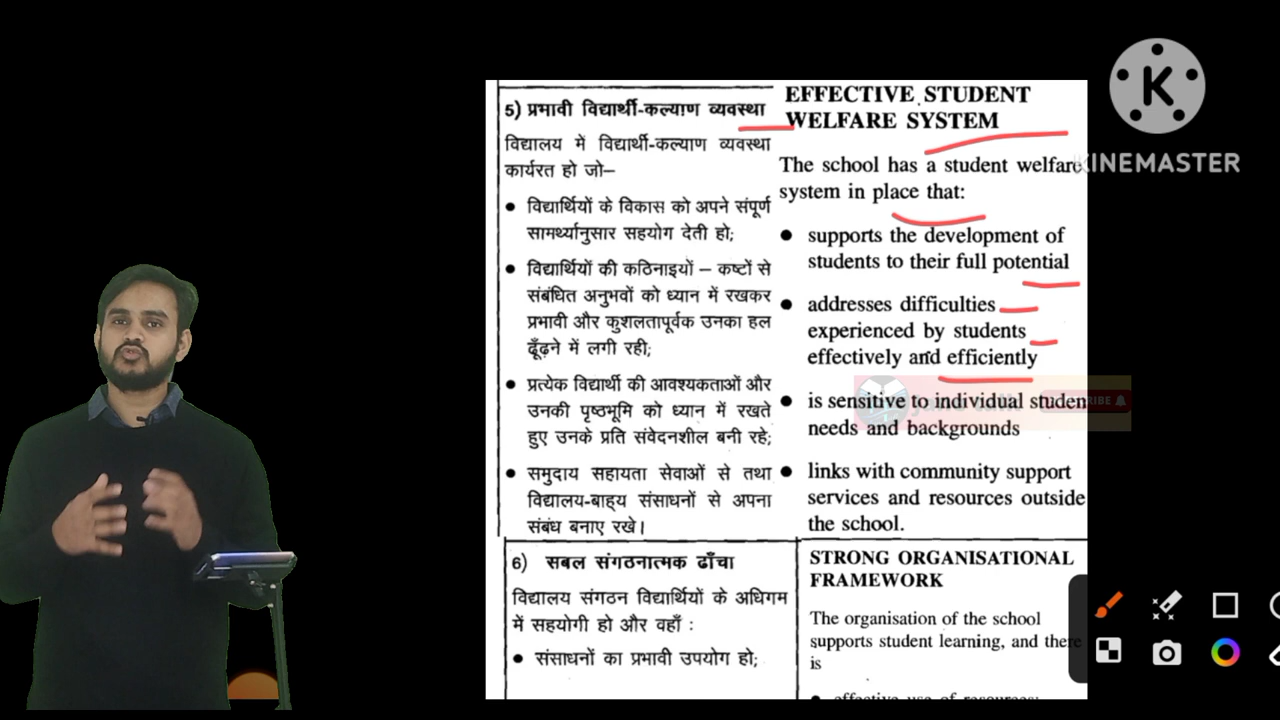 5) प्रभावी विद्यार्थी-कल्याण व्यवस्था
विद्यालय में विद्यार्थी-कल्याण व्यवस्था
कार्यरत हो जो–
● विद्यार्थियों के विकास को अपने संपूर्ण
सामर्थ्यानुसार सहयोग देती हो;
● विद्यार्थियों की कठिनाइयों – कष्टों से
संबंधित अनुभवों को ध्यान में रखकर
प्रभावी और कुशलतापूर्वक उनका हल
ढूँढ़ने में लगी रही;
● प्रत्येक विद्यार्थी की आवश्यकताओं और
उनकी पृष्ठभूमि को ध्यान में रखते
हुए उनके प्रति संवेदनशील बनी रहे;
● समुदाय सहायता सेवाओं से तथा
विद्यालय-बाह्य संसाधनों से अपना
संबंध बनाए रखे।
EFFECTIVE STUDENT
WELFARE SYSTEM
The school has a student welfare
system in place that:
● supports the development of
students to their full potential
● addresses difficulties
experienced by students
effectively and efficiently
● is sensitive to individual studen
needs and backgrounds
● links with community support
services and resources outside
the school.
6) सबल संगठनात्मक ढाँचा
विद्यालय संगठन विद्यार्थियों के अधिगम
में सहयोगी हो और वहाँ :
● संसाधनों का प्रभावी उपयोग हो;
STRONG ORGANISATIONAL
FRAMEWORK
The organisation of the school
supports student learning, and there
is
● effective use of resources;
K
KINEMASTER